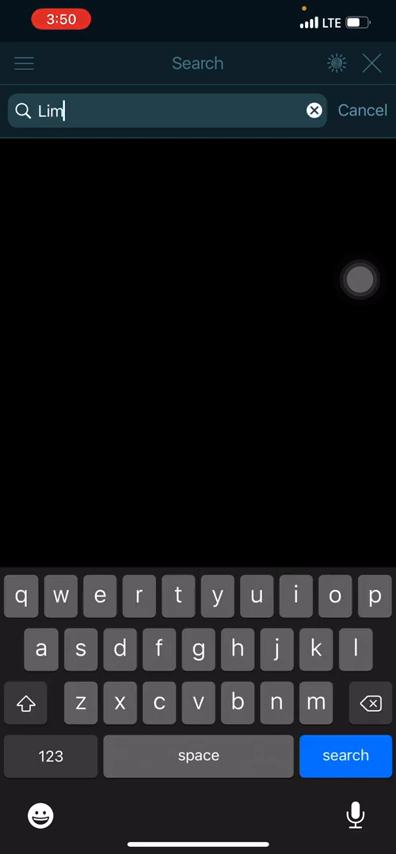 3:50 LTE
Search
Lim Cancel
q w e r t y u i o p
a s d f g h j k l
z x c v b n m
123 space search